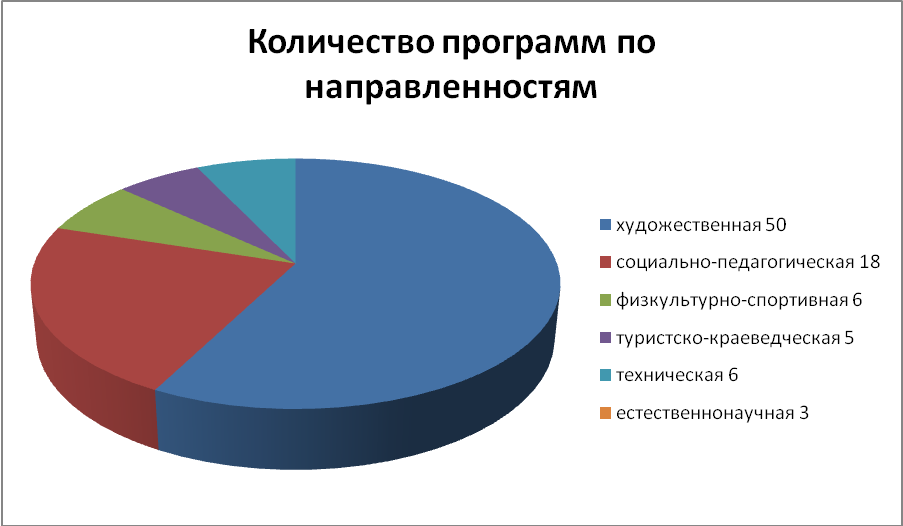 Количество программ по
направленностям
художественная 50
социально-педагогическая 18
физкультурно-спортивная 6
туристско-краеведческая 5
техническая 6
естественнонаучная 3